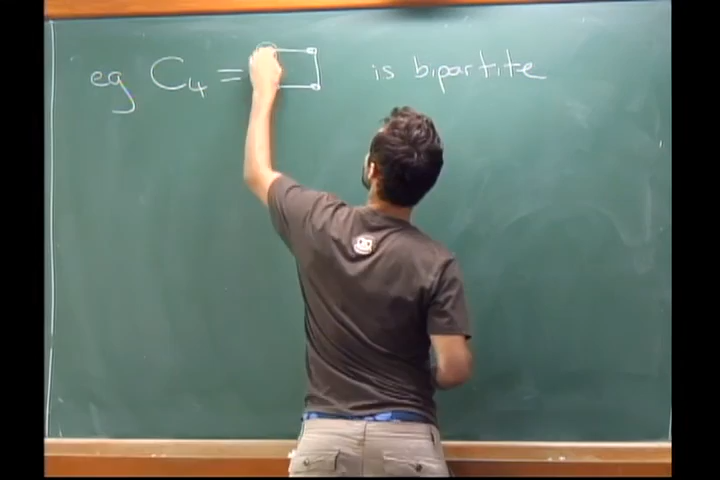 eg C₄ = is bipartite